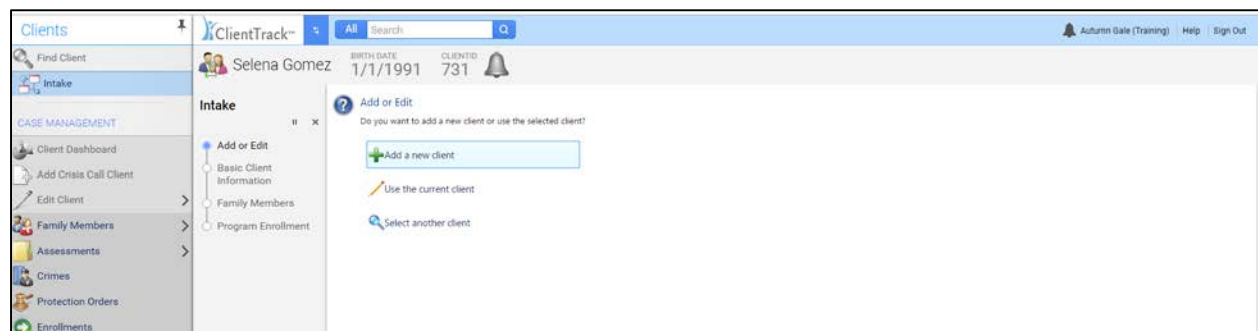 Clients
Find Client
Intake
CASE MANAGEMENT
Client Dashboard
Add Crisis Call Client
Edit Client
Family Members
Assessments
Crimes
Protection Orders
Enrollments
ClientTrack™
All Search
Autumn Gale (Training) Help Sign Out
Selena Gomez
BIRTH DATE
1/1/1991
CLIENTID
731
Intake
Add or Edit
Basic Client
Information
Family Members
Program Enrollment
Add or Edit
Do you want to add a new client or use the selected client?
Add a new client
Use the current client
Select another client